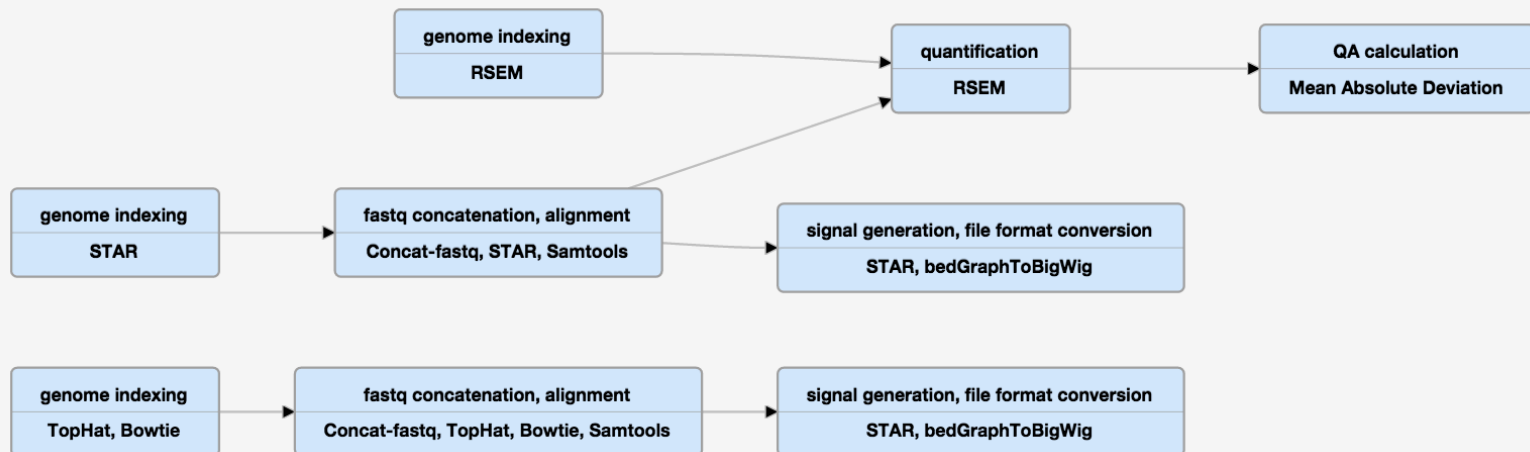 genome indexing
RSEM
quantification
RSEM
QA calculation
Mean Absolute Deviation
genome indexing
STAR
fastq concatenation, alignment
Concat-fastq, STAR, Samtools
signal generation, file format conversion
STAR, bedGraphToBigWig
genome indexing
TopHat, Bowtie
fastq concatenation, alignment
Concat-fastq, TopHat, Bowtie, Samtools
signal generation, file format conversion
STAR, bedGraphToBigWig